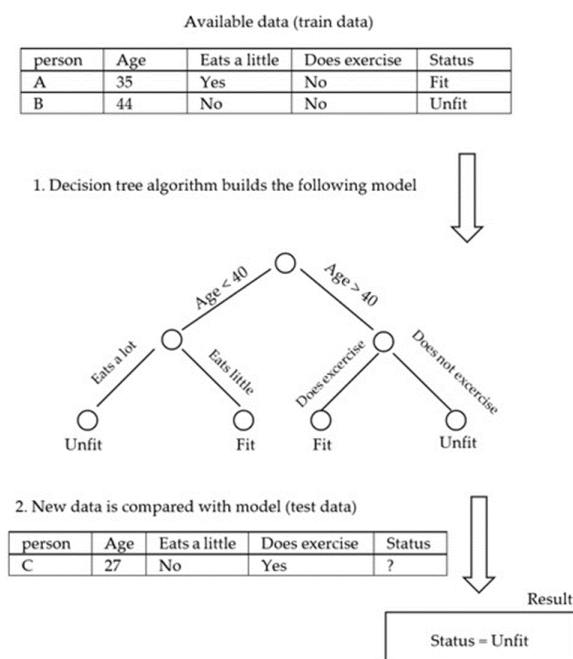 Available data (train data)
person Age Eats a little Does exercise Status
A 35 Yes No Fit
B 44 No No Unfit
1. Decision tree algorithm builds the following model
Age < 40
Age > 40
Eats a lot
Eats little
Does excercise
Does not excercise
Unfit
Fit
Fit
Unfit
2. New data is compared with model (test data)
person Age Eats a little Does exercise Status
C 27 No Yes ?
Result
Status = Unfit